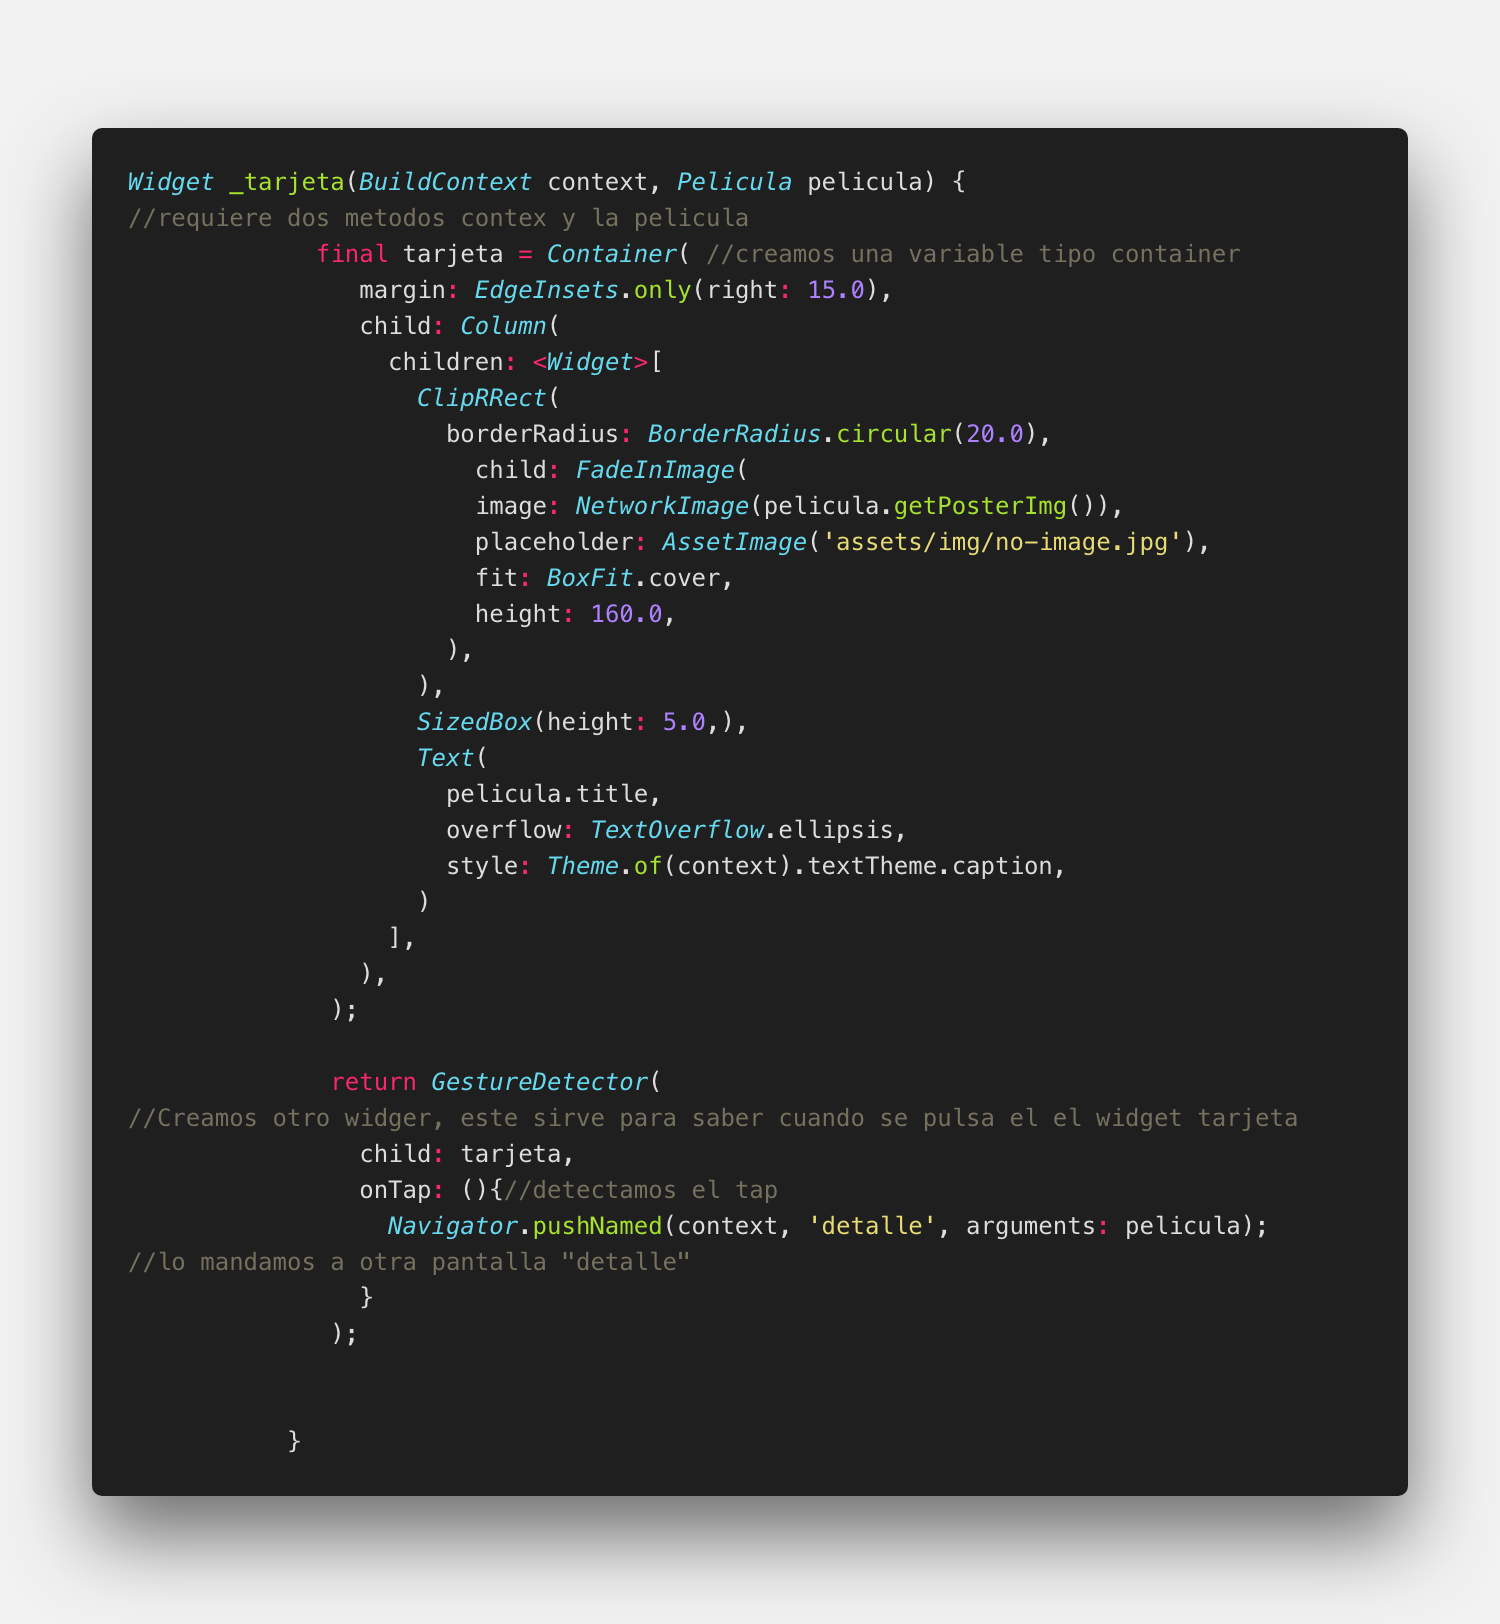 Widget _tarjeta(BuildContext context, Pelicula pelicula) {
//requiere dos metodos contex y la pelicula
             final tarjeta = Container( //creamos una variable tipo container
                margin: EdgeInsets.only(right: 15.0),
                child: Column(
                  children: <Widget>[
                    ClipRRect(
                      borderRadius: BorderRadius.circular(20.0),
                        child: FadeInImage(
                        image: NetworkImage(pelicula.getPosterImg()),
                        placeholder: AssetImage('assets/img/no-image.jpg'),
                        fit: BoxFit.cover,
                        height: 160.0,
                      ),
                    ),
                    SizedBox(height: 5.0,),
                    Text(
                      pelicula.title,
                      overflow: TextOverflow.ellipsis,
                      style: Theme.of(context).textTheme.caption,
                    )
                  ],
                ),
              );

              return GestureDetector(
//Creamos otro widger, este sirve para saber cuando se pulsa el el widget tarjeta
                child: tarjeta,
                onTap: (){//detectamos el tap
                  Navigator.pushNamed(context, 'detalle', arguments: pelicula);
//lo mandamos a otra pantalla "detalle"
                }
              );


           }